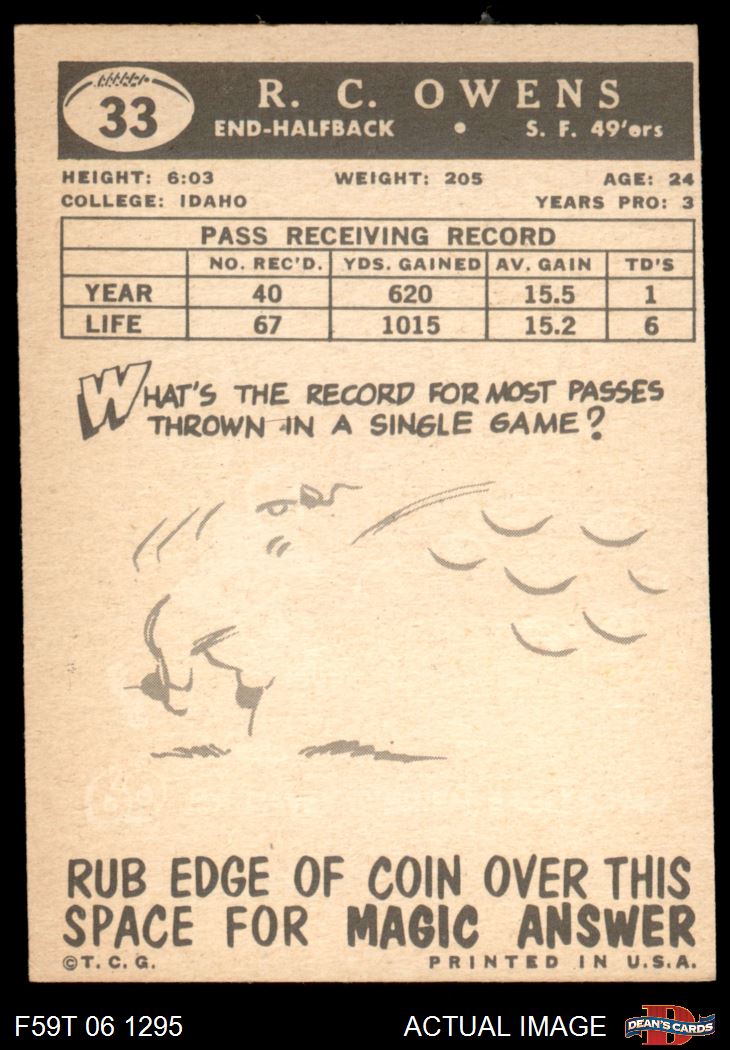 33
R. C. OWENS
END-HALFBACK • S. F. 49'ers
HEIGHT: 6:03 WEIGHT: 205 AGE: 24
COLLEGE: IDAHO YEARS PRO: 3
PASS RECEIVING RECORD
NO. REC'D. YDS. GAINED AV. GAIN TD'S
YEAR 40 620 15.5 1
LIFE 67 1015 15.2 6
WHAT'S THE RECORD FOR MOST PASSES
THROWN IN A SINGLE GAME?
RUB EDGE OF COIN OVER THIS
SPACE FOR MAGIC ANSWER
©T. C. G. PRINTED IN U.S.A.
F59T 06 1295 ACTUAL IMAGE DEAN'S CARDS